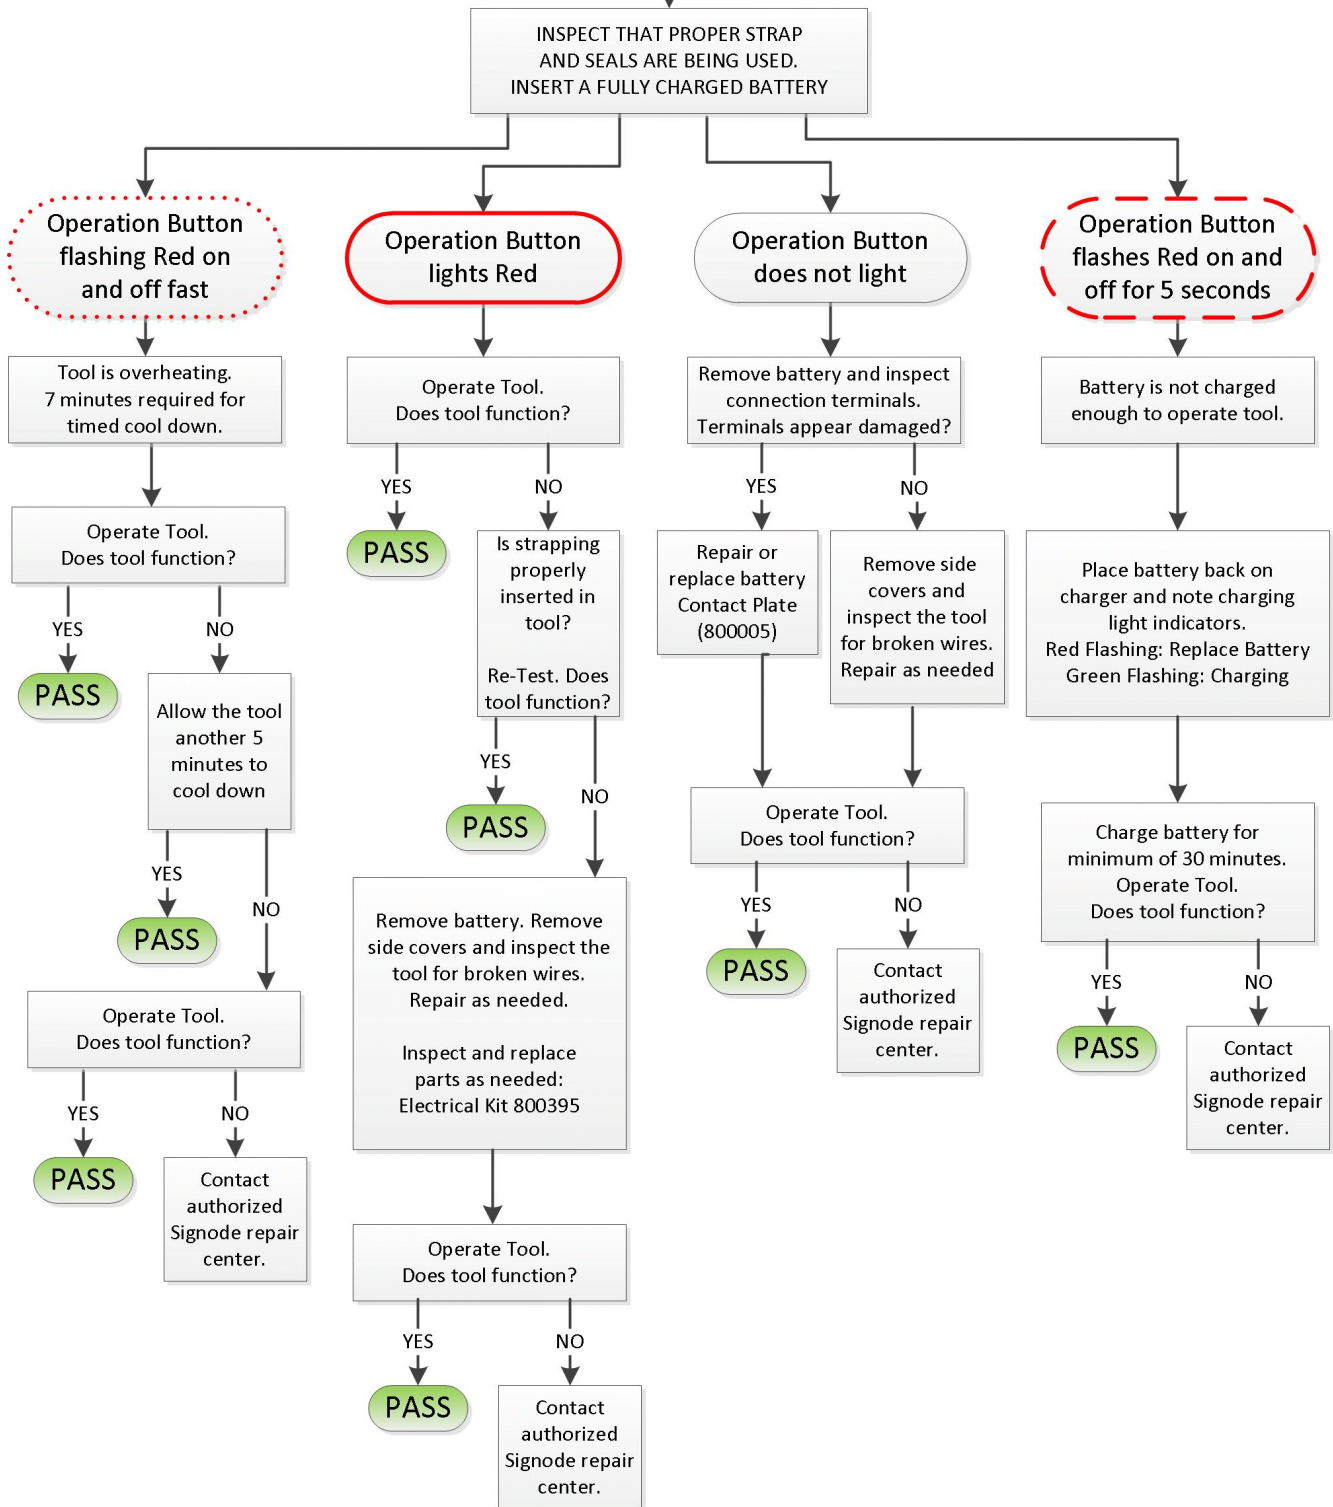 INSPECT THAT PROPER STRAP
AND SEALS ARE BEING USED.
INSERT A FULLY CHARGED BATTERY
Operation Button
flashing Red on
and off fast
Tool is overheating.
7 minutes required for
timed cool down.
Operate Tool.
Does tool function?
YES
NO
PASS
Allow the tool
another 5
minutes to
cool down
YES
NO
PASS
Operate Tool.
Does tool function?
YES
NO
PASS
Contact
authorized
Signode repair
center.
Operation Button
lights Red
Operate Tool.
Does tool function?
YES
NO
PASS
Is strapping
properly
inserted in
tool?
Re-Test. Does
tool function?
YES
NO
PASS
Remove battery. Remove
side covers and inspect the
tool for broken wires.
Repair as needed.
Inspect and replace
parts as needed:
Electrical Kit 800395
Operate Tool.
Does tool function?
YES
NO
PASS
Contact
authorized
Signode repair
center.
Operation Button
does not light
Remove battery and inspect
connection terminals.
Terminals appear damaged?
YES
NO
Repair or
replace battery
Contact Plate
(800005)
Remove side
covers and
inspect the tool
for broken wires.
Repair as needed
Operate Tool.
Does tool function?
YES
NO
PASS
Contact
authorized
Signode repair
center.
Operation Button
flashes Red on and
off for 5 seconds
Battery is not charged
enough to operate tool.
Place battery back on
charger and note charging
light indicators.
Red Flashing: Replace Battery
Green Flashing: Charging
Charge battery for
minimum of 30 minutes.
Operate Tool.
Does tool function?
YES
NO
PASS
Contact
authorized
Signode repair
center.